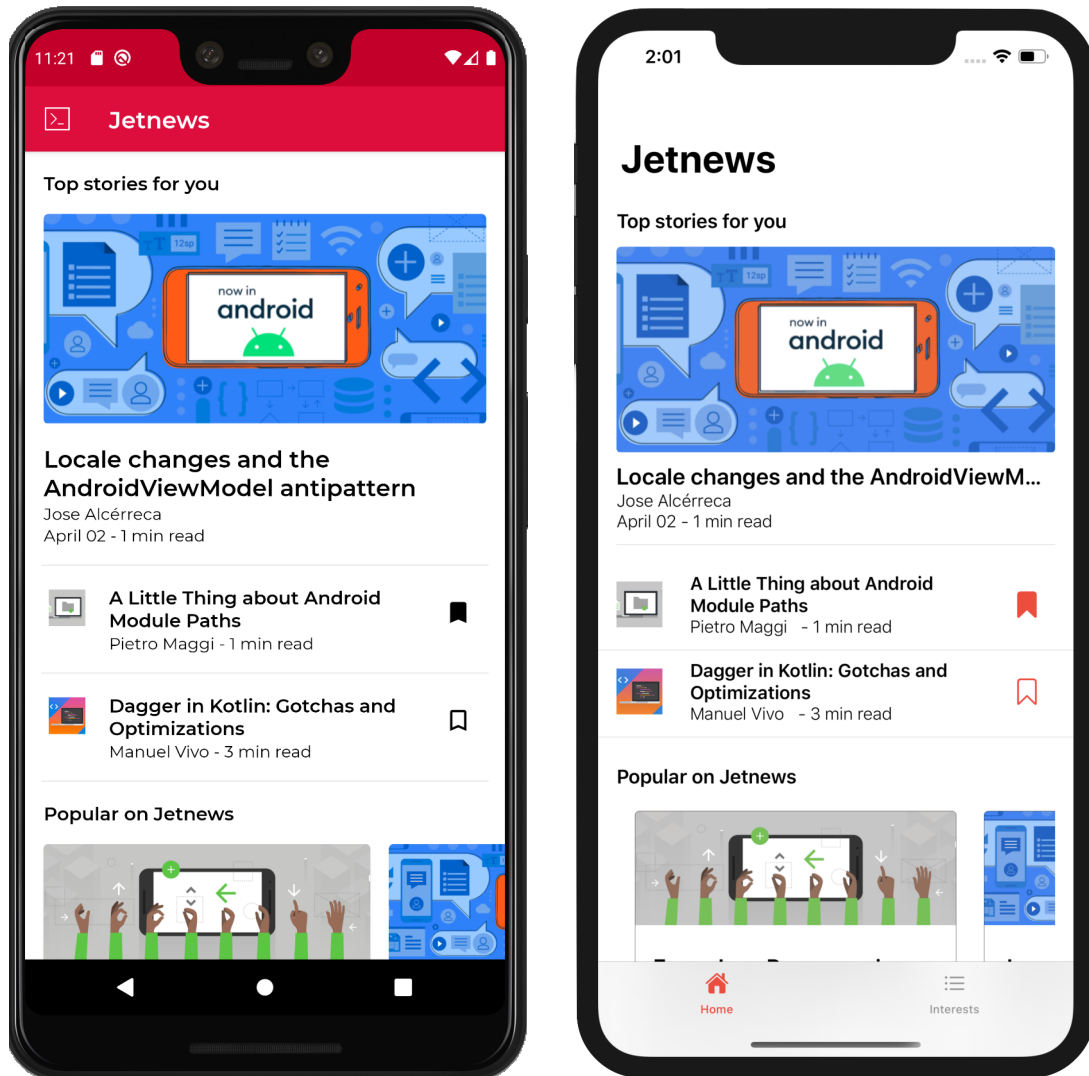 11:21
Jetnews
Top stories for you
TT 12sp
now in
android
Locale changes and the
AndroidViewModel antipattern
Jose Alcérreca
April 02 - 1 min read
A Little Thing about Android
Module Paths
Pietro Maggi - 1 min read
Dagger in Kotlin: Gotchas and
Optimizations
Manuel Vivo - 3 min read
Popular on Jetnews
2:01
Jetnews
Top stories for you
TT 12sp
now in
android
Locale changes and the AndroidViewM...
Jose Alcérreca
April 02 - 1 min read
A Little Thing about Android
Module Paths
Pietro Maggi - 1 min read
Dagger in Kotlin: Gotchas and
Optimizations
Manuel Vivo - 3 min read
Popular on Jetnews
Home
Interests